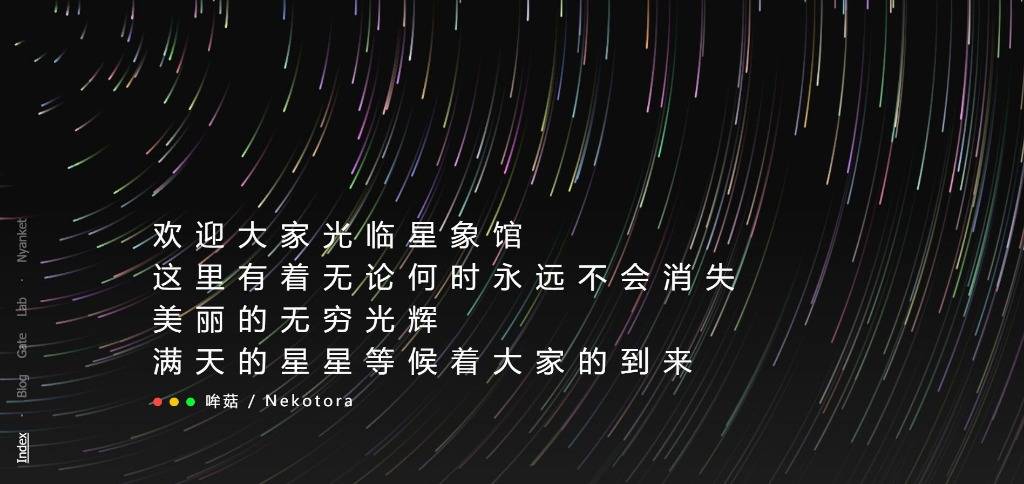 欢迎大家光临星象馆
这里有着无论何时永远不会消失
美丽的无穷光辉
满天的星星等候着大家的到来
哞菇 / Nekotora
Index · Blog Gate Lab · Nyanket